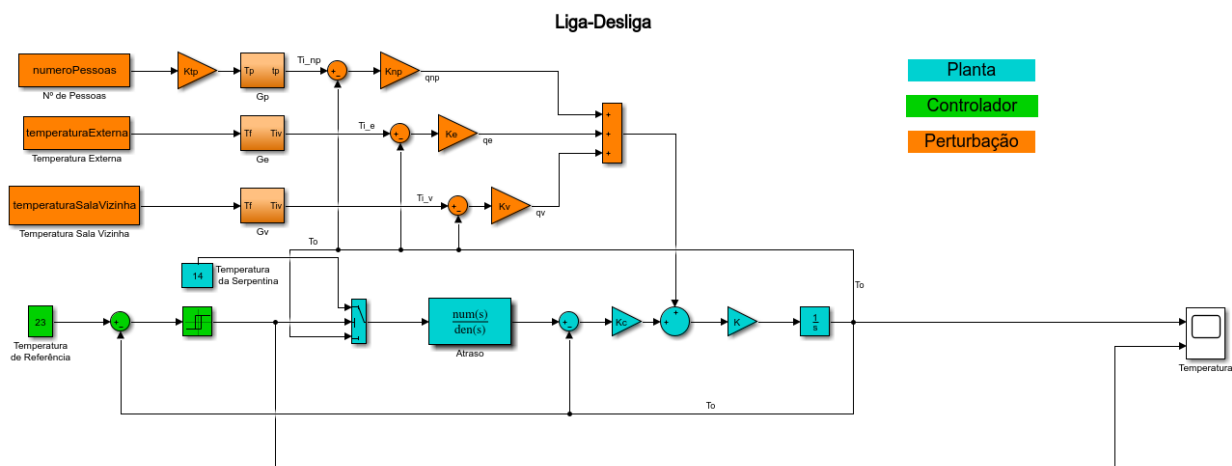 Liga-Desliga
numeroPessoas
Nº de Pessoas
Ktp
Tp
tp
Gp
Ti_np
Knp
qnp
Planta
Controlador
Perturbação
temperaturaExterna
Temperatura Externa
Tf
Tiv
Ge
Ti_e
Ke
qe
temperaturaSalaVizinha
Temperatura Sala Vizinha
Tf
Tiv
Gv
Ti_v
Kv
qv
To
14
Temperatura
da Serpentina
To
23
Temperatura
de Referência
num(s)
den(s)
Atraso
Kc
K
1
s
Temperatura
To